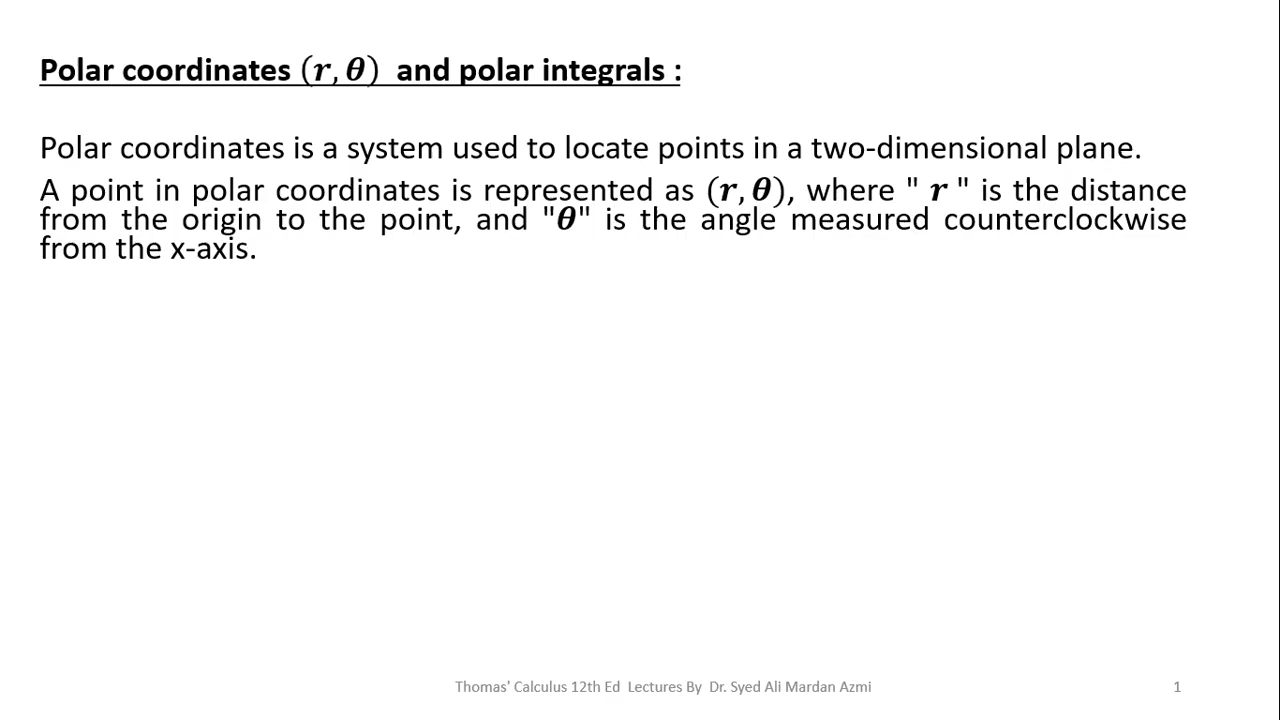 Polar coordinates (r, θ) and polar integrals :
Polar coordinates is a system used to locate points in a two-dimensional plane.
A point in polar coordinates is represented as (r, θ), where " r " is the distance
from the origin to the point, and "θ" is the angle measured counterclockwise
from the x-axis.
Thomas' Calculus 12th Ed Lectures By Dr. Syed Ali Mardan Azmi
1